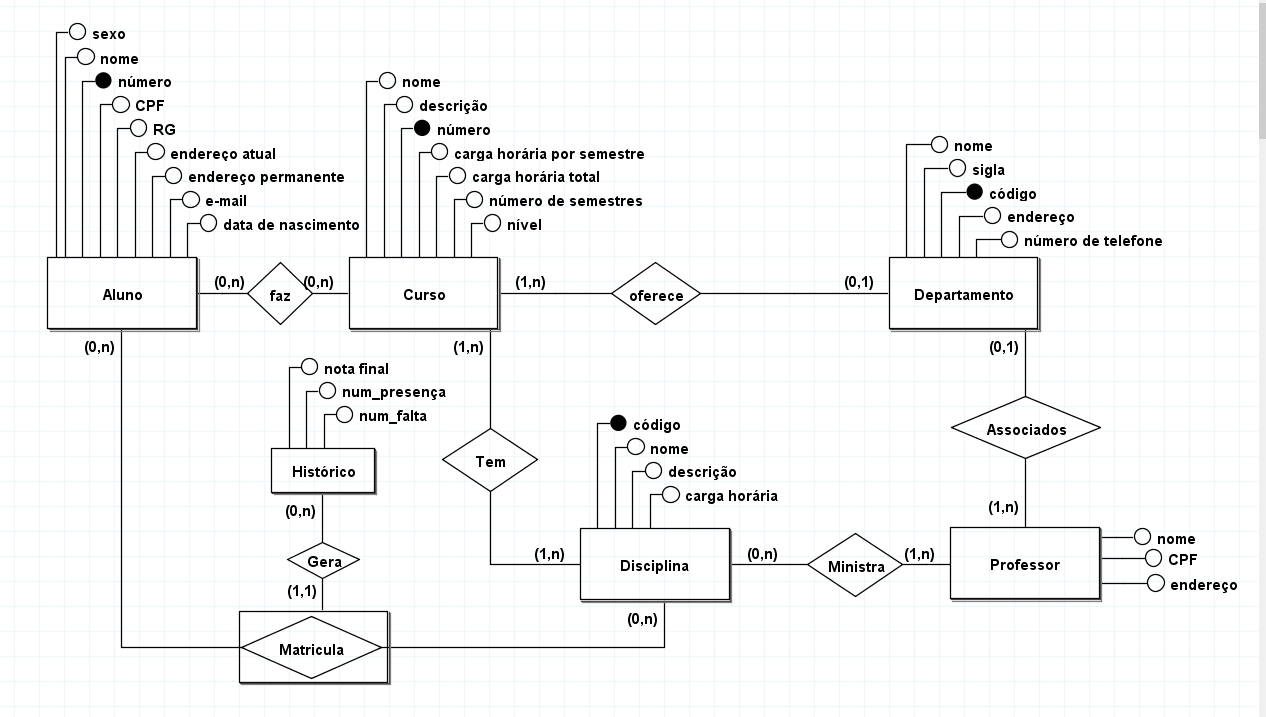 sexo
nome
número
CPF
RG
endereço atual
endereço permanente
e-mail
data de nascimento
nome
descrição
número
carga horária por semestre
carga horária total
número de semestres
nível
nome
sigla
código
endereço
número de telefone
Aluno
(0,n)
faz
(0,n)
Curso
(1,n)
oferece
(0,1)
Departamento
(0,n)
(1,n)
(0,1)
nota final
num_presença
num_falta
Histórico
(0,n)
Gera
(1,1)
Matricula
Tem
(1,n)
código
nome
descrição
carga horária
Disciplina
(0,n)
(0,n)
Ministra
(1,n)
Associados
(1,n)
Professor
nome
CPF
endereço